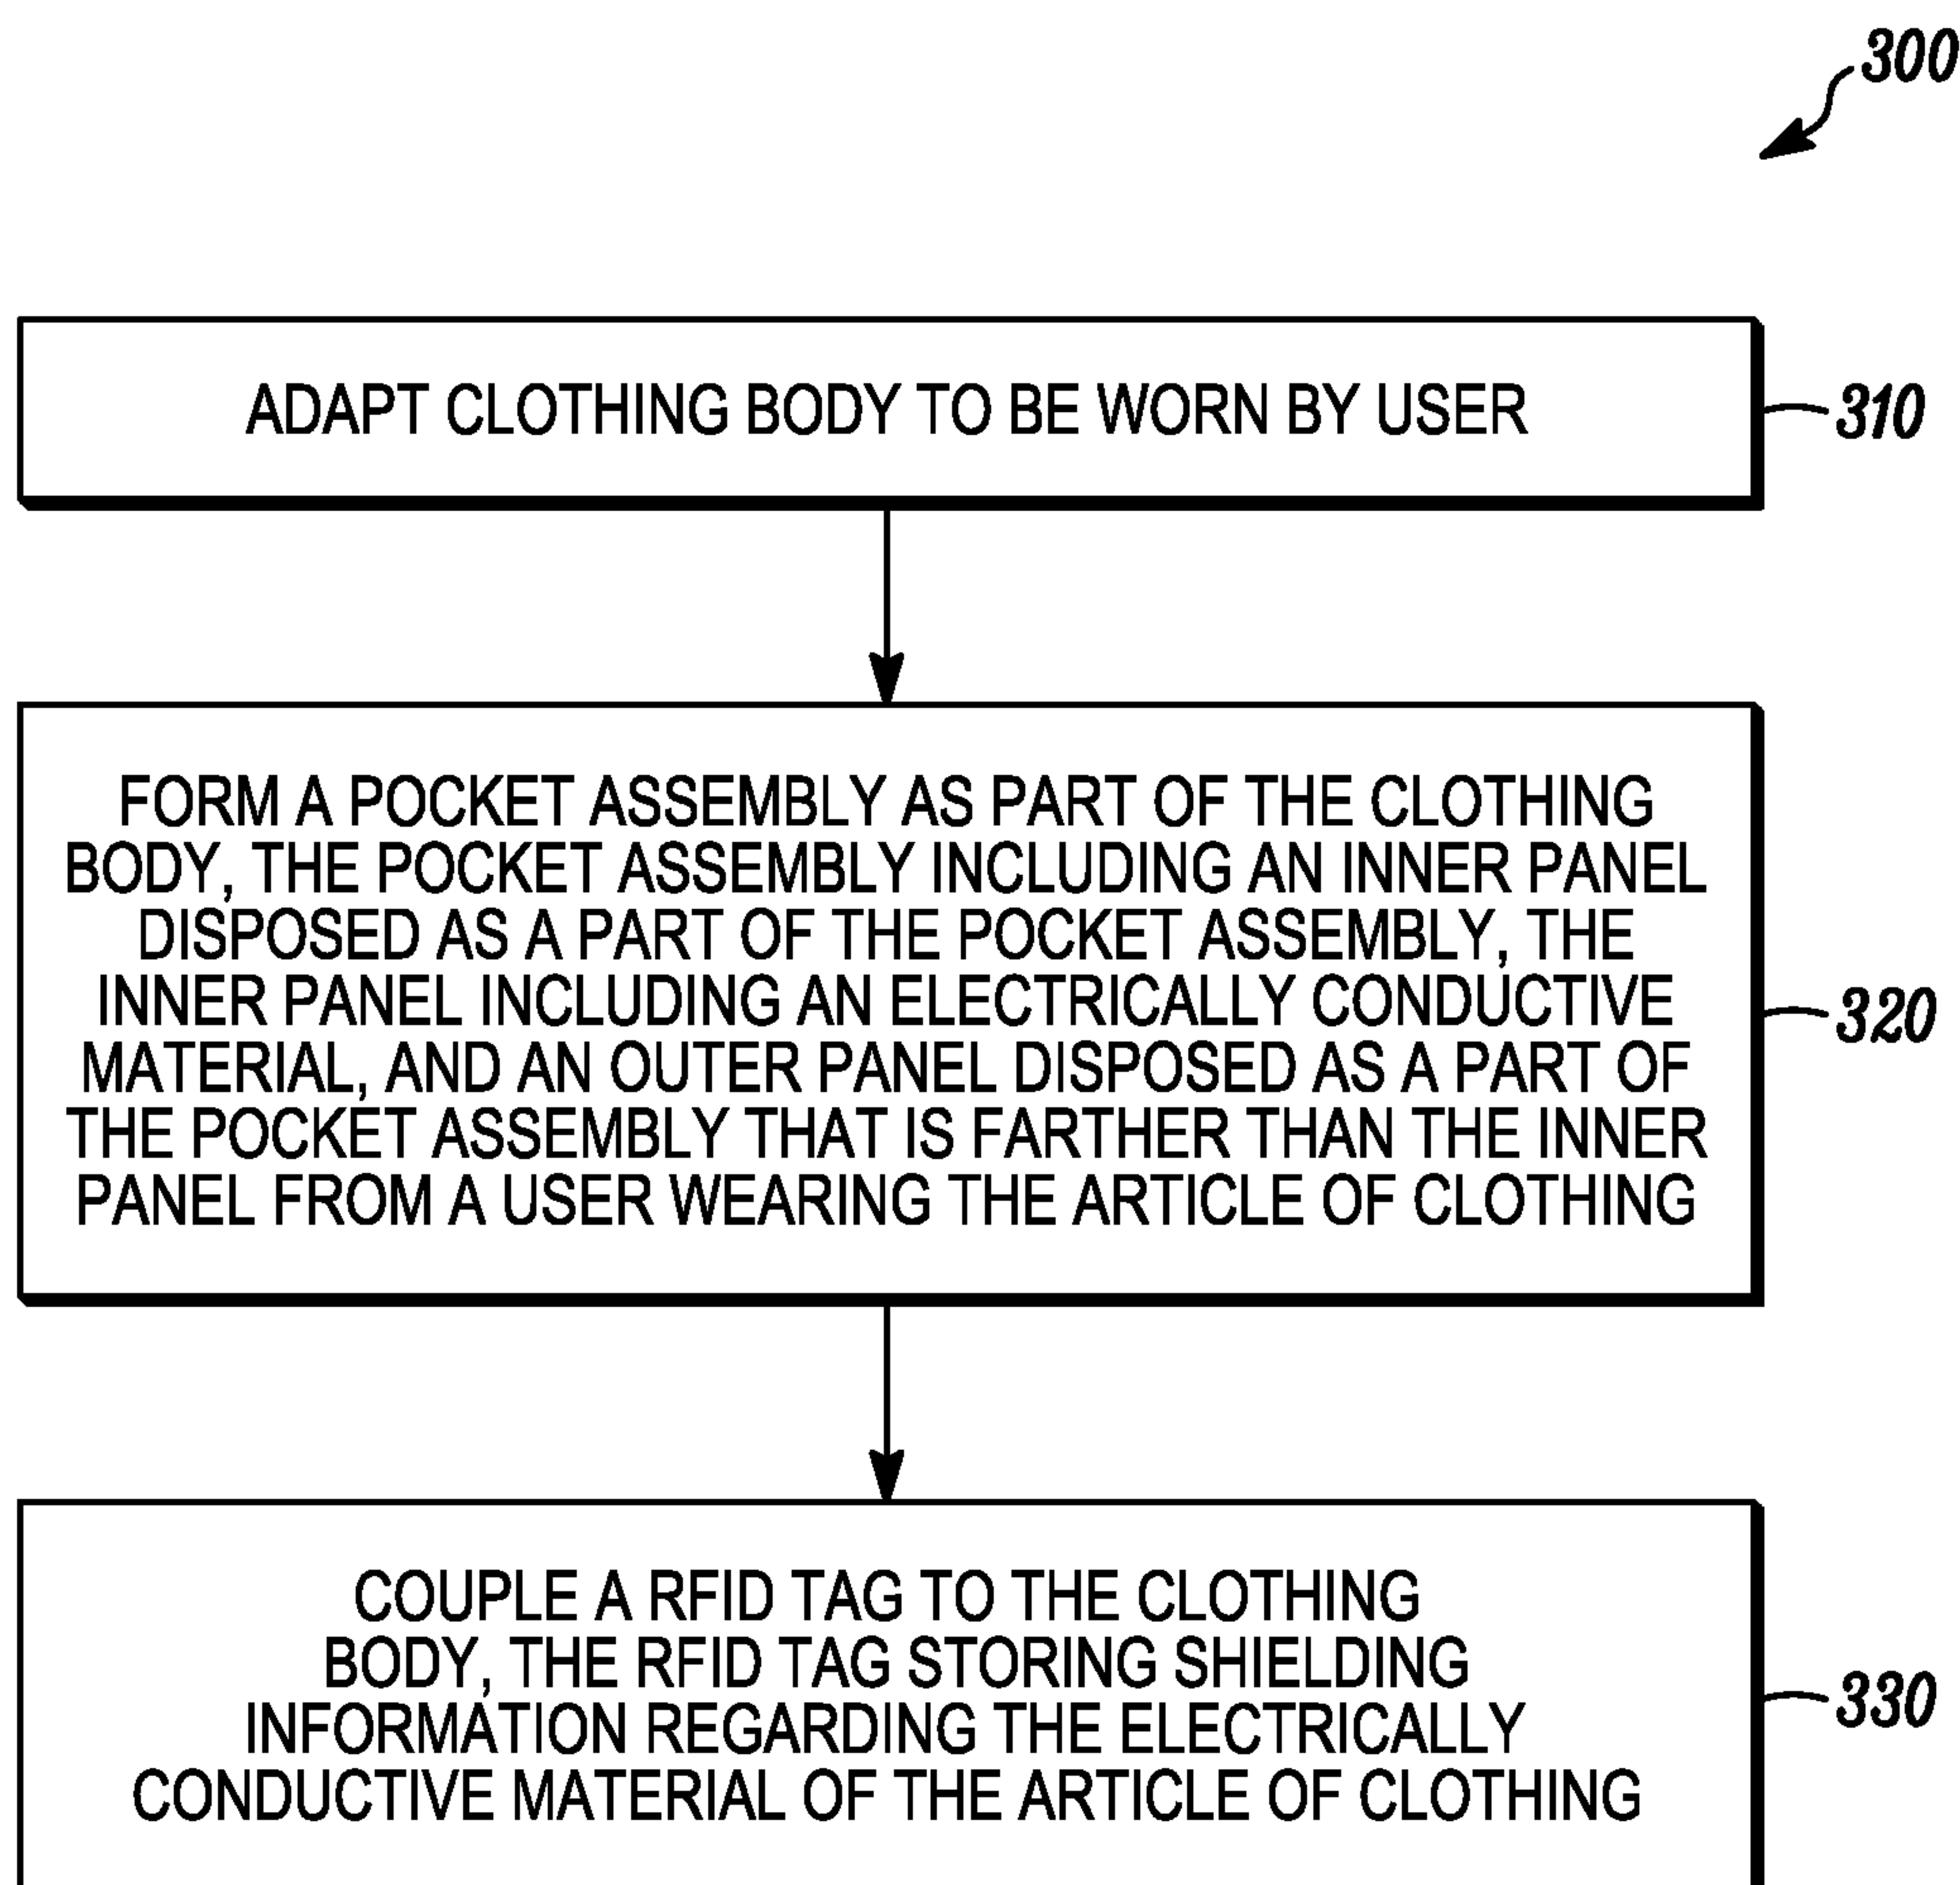 300
ADAPT CLOTHING BODY TO BE WORN BY USER
310
FORM A POCKET ASSEMBLY AS PART OF THE CLOTHING
BODY, THE POCKET ASSEMBLY INCLUDING AN INNER PANEL
DISPOSED AS A PART OF THE POCKET ASSEMBLY, THE
INNER PANEL INCLUDING AN ELECTRICALLY CONDUCTIVE
MATERIAL, AND AN OUTER PANEL DISPOSED AS A PART OF
THE POCKET ASSEMBLY THAT IS FARTHER THAN THE INNER
PANEL FROM A USER WEARING THE ARTICLE OF CLOTHING
320
COUPLE A RFID TAG TO THE CLOTHING
BODY, THE RFID TAG STORING SHIELDING
INFORMATION REGARDING THE ELECTRICALLY
CONDUCTIVE MATERIAL OF THE ARTICLE OF CLOTHING
330